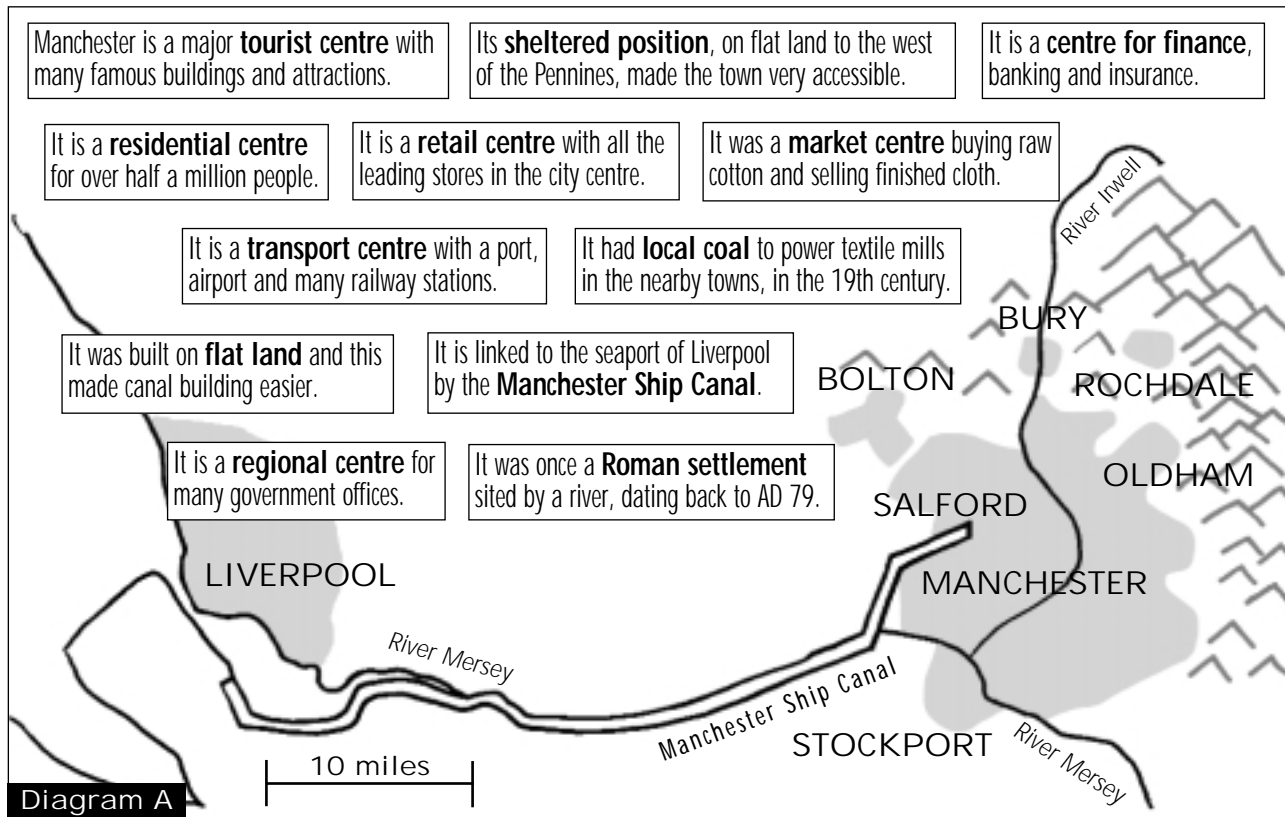 Manchester is a major tourist centre with
many famous buildings and attractions.
Its sheltered position, on flat land to the west
of the Pennines, made the town very accessible.
It is a centre for finance,
banking and insurance.
It is a residential centre
for over half a million people.
It is a retail centre with all the
leading stores in the city centre.
It was a market centre buying raw
cotton and selling finished cloth.
River Irwell
It is a transport centre with a port,
airport and many railway stations.
It had local coal to power textile mills
in the nearby towns, in the 19th century.
BURY
It was built on flat land and this
made canal building easier.
It is linked to the seaport of Liverpool
by the Manchester Ship Canal.
BOLTON
ROCHDALE
It is a regional centre for
many government offices.
It was once a Roman settlement
sited by a river, dating back to AD 79.
OLDHAM
SALFORD
LIVERPOOL
MANCHESTER
River Mersey
Manchester Ship Canal
STOCKPORT
River Mersey
10 miles
Diagram A